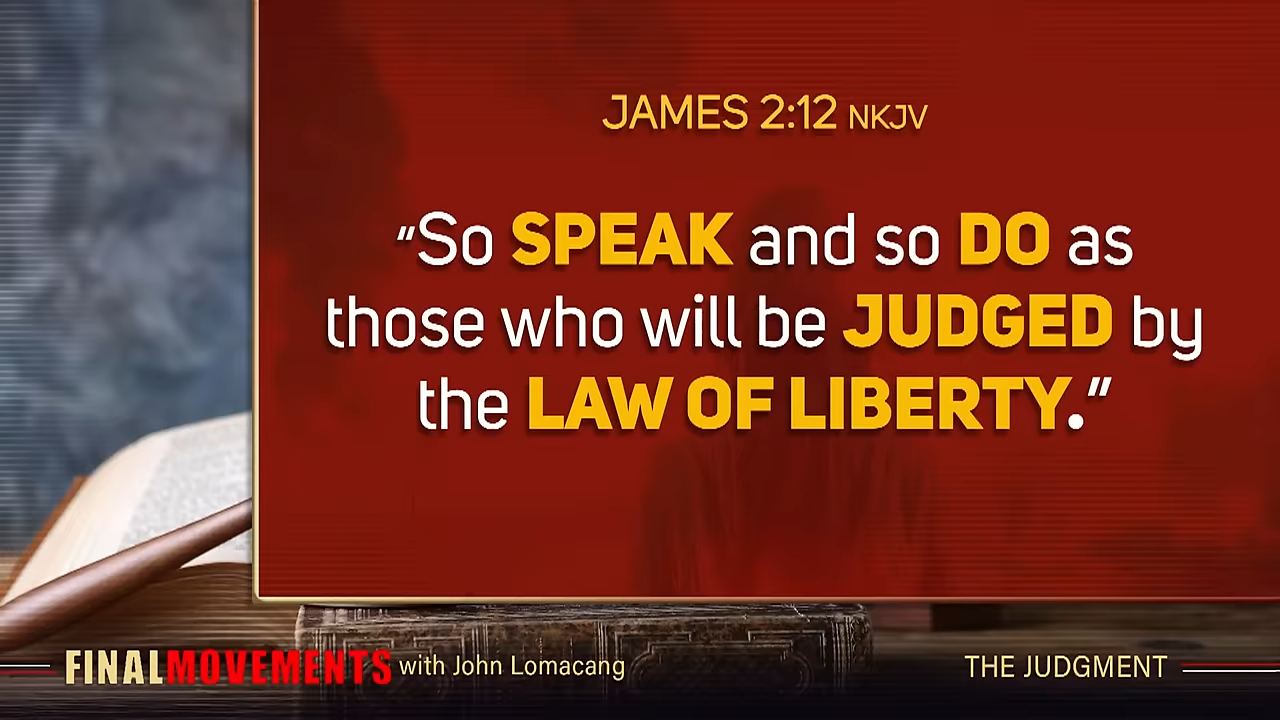 JAMES 2:12 NKJV
“So SPEAK and so DO as
those who will be JUDGED by
the LAW OF LIBERTY.”
FINALMOVEMENTS with John Lomacang
THE JUDGMENT